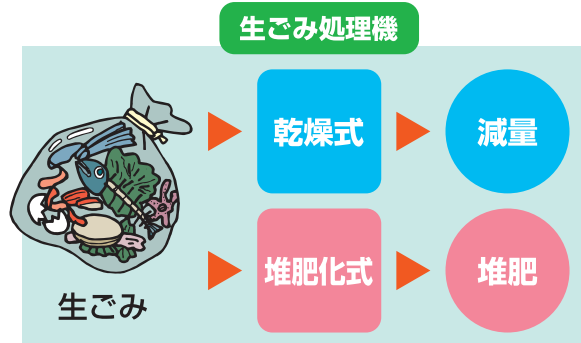 生ごみ処理機
乾燥式
減量
生ごみ
堆肥化式
堆肥